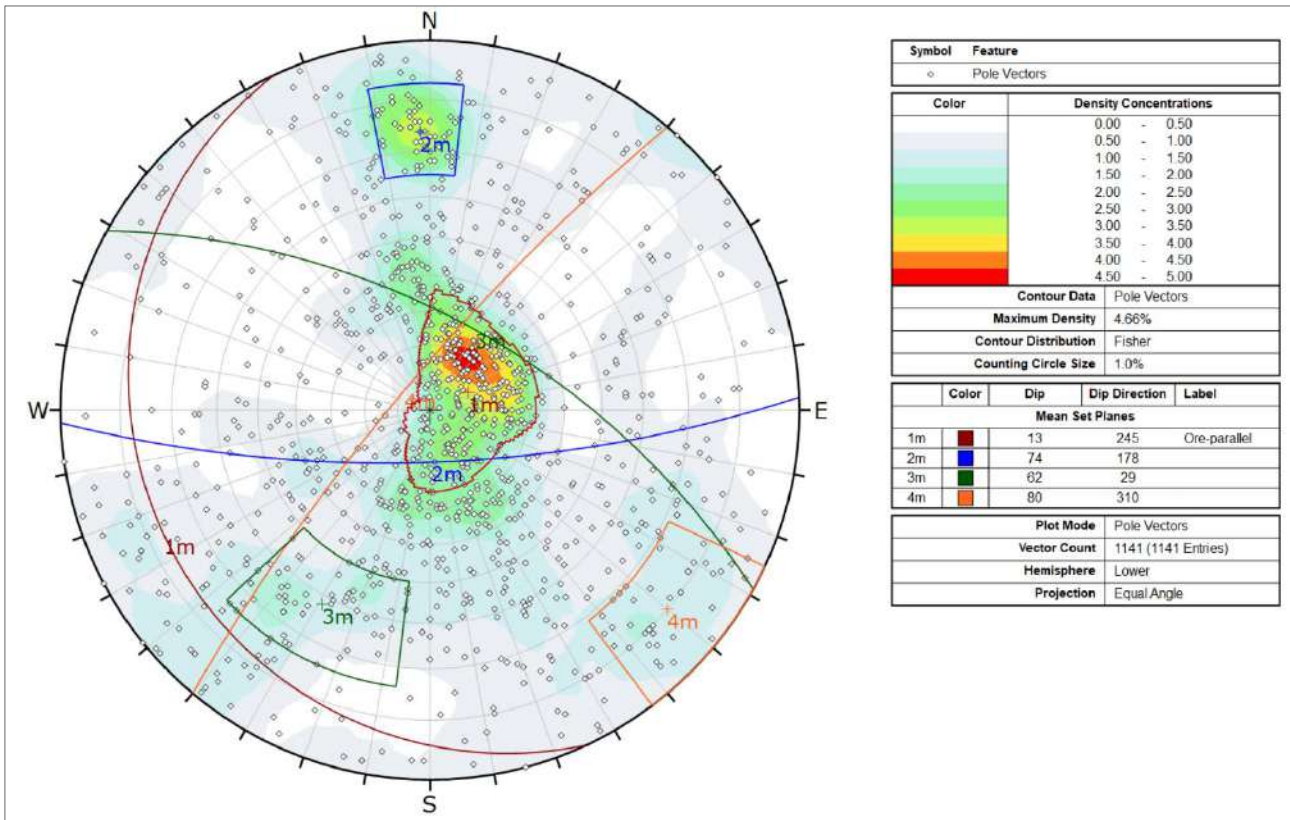 N
W
E
S
2m
3m
1m
4m
2m
1m
3m
4m
Symbol Feature
Pole Vectors
Color Density Concentrations
0.00 - 0.50
0.50 - 1.00
1.00 - 1.50
1.50 - 2.00
2.00 - 2.50
2.50 - 3.00
3.00 - 3.50
3.50 - 4.00
4.00 - 4.50
4.50 - 5.00
Contour Data Pole Vectors
Maximum Density 4.66%
Contour Distribution Fisher
Counting Circle Size 1.0%
Color Dip Dip Direction Label
Mean Set Planes
1m 13 245 Ore-parallel
2m 74 178
3m 62 29
4m 80 310
Plot Mode Pole Vectors
Vector Count 1141 (1141 Entries)
Hemisphere Lower
Projection Equal Angle